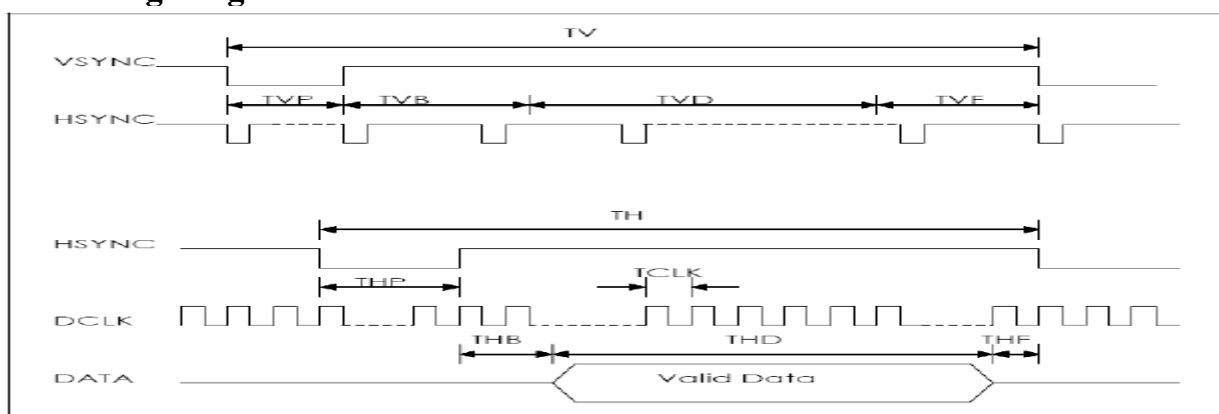 TV
VSYNC
TVP TVB TVD TVF
HSYNC
TH
HSYNC
THP TCLK
DCLK
THB THD THF
DATA Valid Data